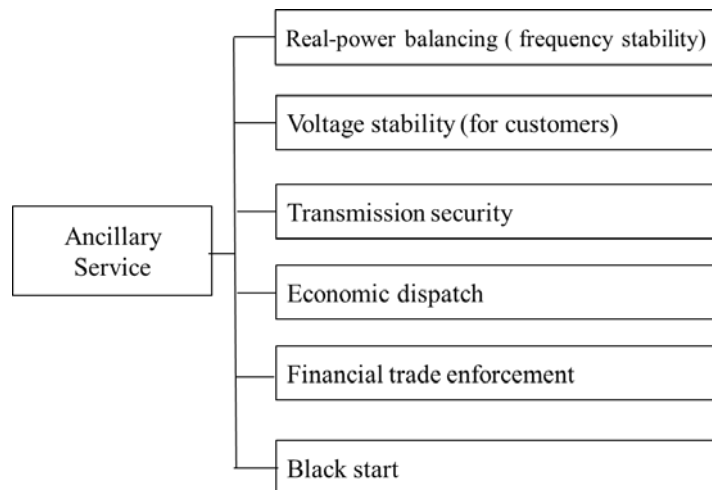 Real-power balancing ( frequency stability)
Voltage stability (for customers)
Transmission security
Ancillary
Service
Economic dispatch
Financial trade enforcement
Black start